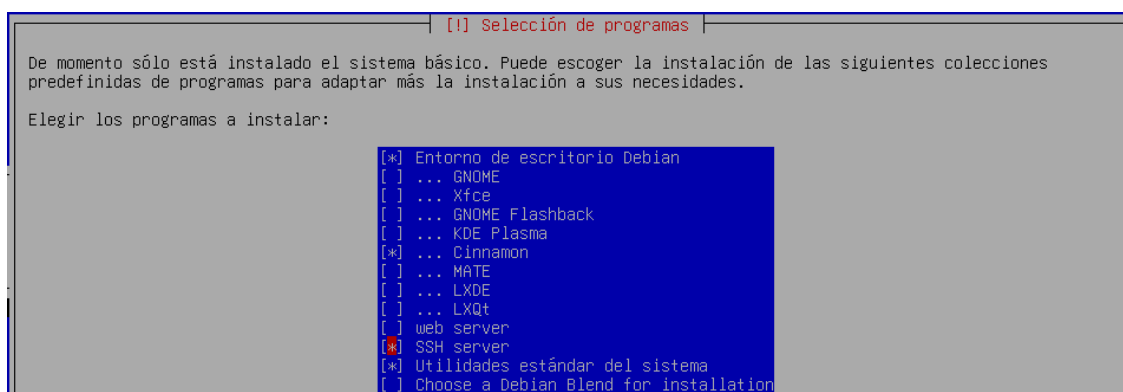 [!] Selección de programas
De momento sólo está instalado el sistema básico. Puede escoger la instalación de las siguientes colecciones
predefinidas de programas para adaptar más la instalación a sus necesidades.
Elegir los programas a instalar:
[*] Entorno de escritorio Debian
[ ] ... GNOME
[ ] ... Xfce
[ ] ... GNOME Flashback
[ ] ... KDE Plasma
[*] ... Cinnamon
[ ] ... MATE
[ ] ... LXDE
[ ] ... LXQt
[ ] web server
[*] SSH server
[*] Utilidades estándar del sistema
[ ] Choose a Debian Blend for installation